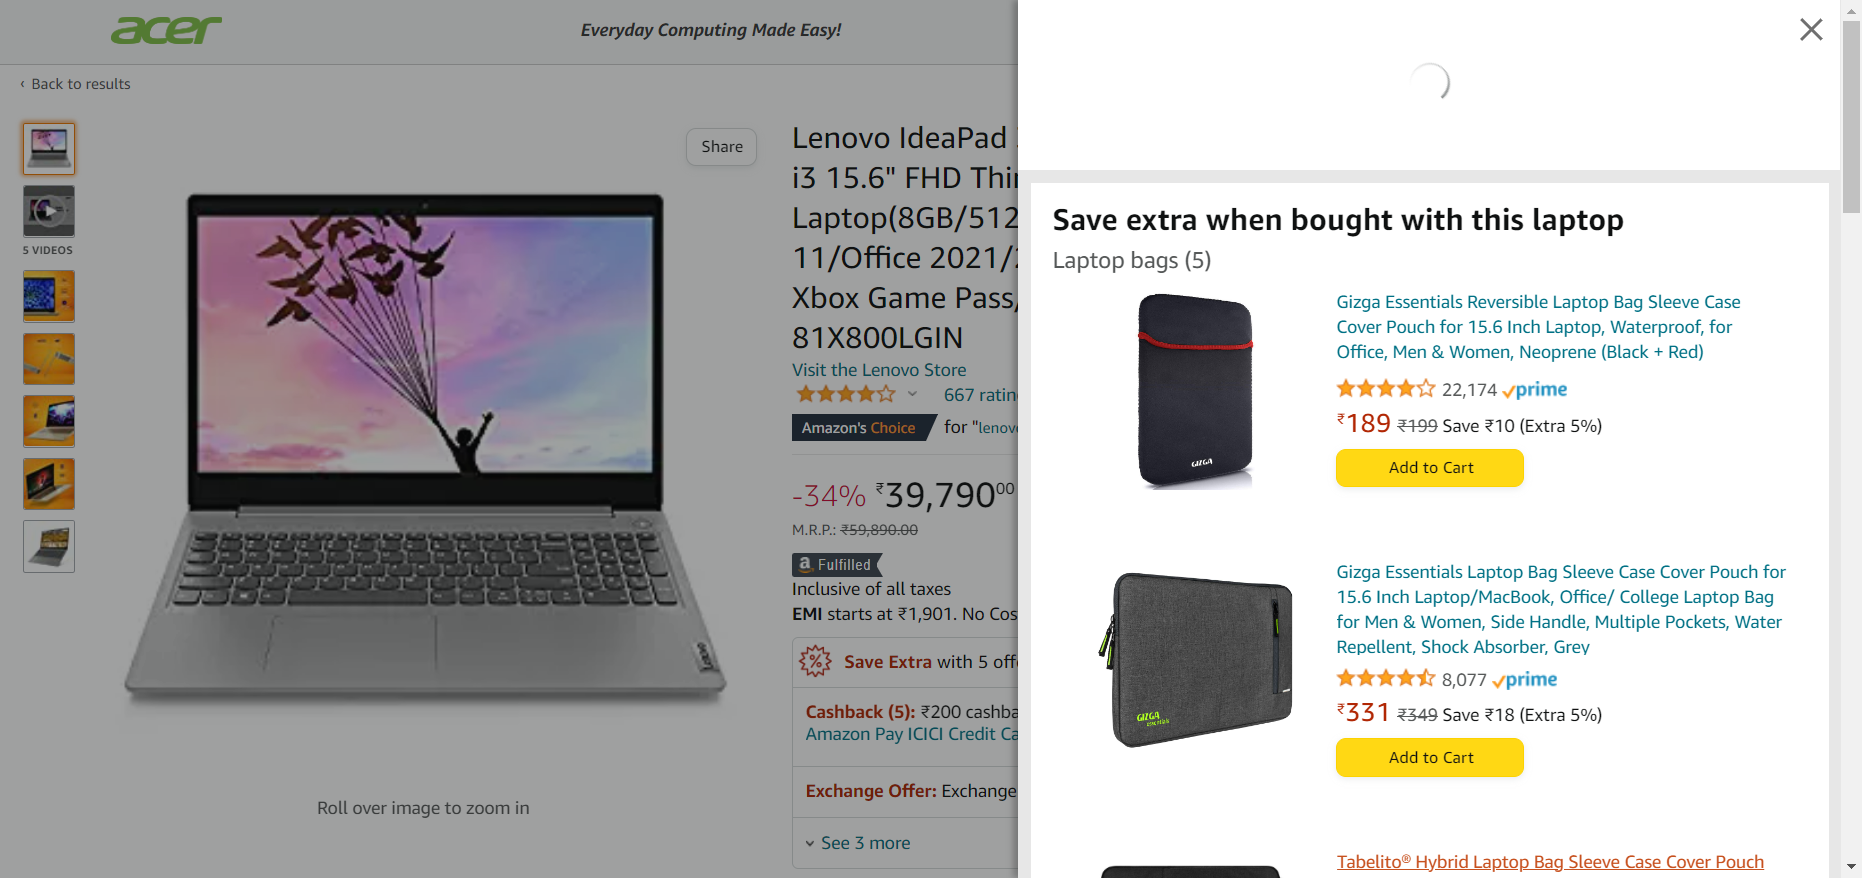 acer
Everyday Computing Made Easy!
‹ Back to results
5 VIDEOS
Share
Lenovo
Roll over image to zoom in
Lenovo IdeaPad
i3 15.6" FHD Thin
Laptop(8GB/512
11/Office 2021/
Xbox Game Pass/
81X800LGIN
Visit the Lenovo Store
667 ratin
Amazon's Choice for "lenovo
-34% ₹39,79000
M.R.P.: ₹59,890.00
a Fulfilled
Inclusive of all taxes
EMI starts at ₹1,901. No Cos
% Save Extra with 5 off
Cashback (5): ₹200 cashba
Amazon Pay ICICI Credit Ca
Exchange Offer: Exchange
See 3 more
Save extra when bought with this laptop
Laptop bags (5)
GIZGA
Gizga Essentials Reversible Laptop Bag Sleeve Case
Cover Pouch for 15.6 Inch Laptop, Waterproof, for
Office, Men & Women, Neoprene (Black + Red)
22,174 prime
₹189 ₹199 Save ₹10 (Extra 5%)
Add to Cart
GIZGA
essentials
Gizga Essentials Laptop Bag Sleeve Case Cover Pouch for
15.6 Inch Laptop/MacBook, Office/ College Laptop Bag
for Men & Women, Side Handle, Multiple Pockets, Water
Repellent, Shock Absorber, Grey
8,077 prime
₹331 ₹349 Save ₹18 (Extra 5%)
Add to Cart
Tabelito® Hybrid Laptop Bag Sleeve Case Cover Pouch